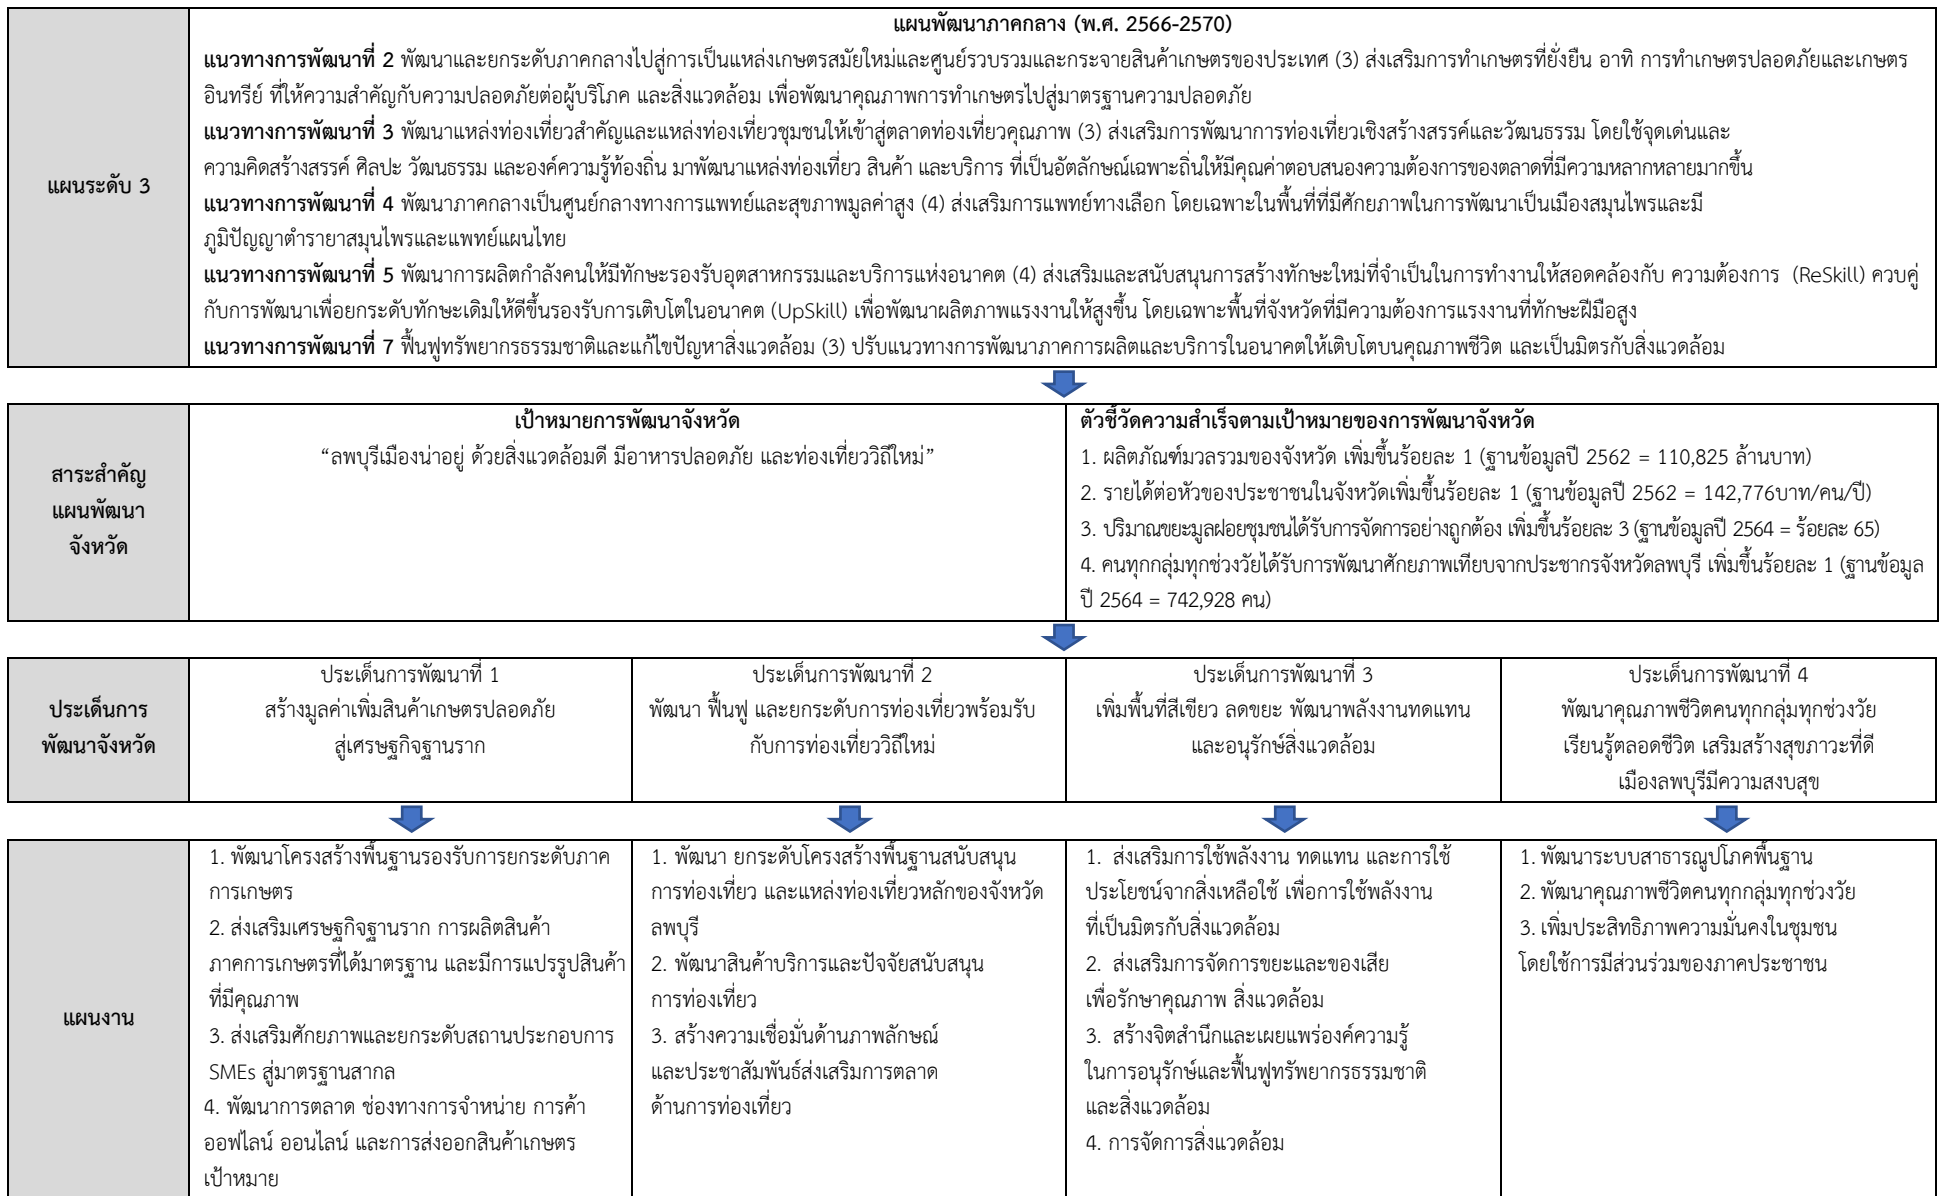 แผนระดับ 3
แผนพัฒนาภาคกลาง (พ.ศ. 2566-2570)
แนวทางการพัฒนาที่ 2 พัฒนาและยกระดับภาคกลางไปสู่การเป็นแหล่งเกษตรสมัยใหม่และศูนย์รวบรวมและกระจายสินค้าเกษตรของประเทศ (3) ส่งเสริมการทำเกษตรที่ยั่งยืน อาทิ การทำเกษตรปลอดภัยและเกษตร
อินทรีย์ ที่ให้ความสำคัญกับความปลอดภัยต่อผู้บริโภค และสิ่งแวดล้อม เพื่อพัฒนาคุณภาพการทำเกษตรไปสู่มาตรฐานความปลอดภัย
แนวทางการพัฒนาที่ 3 พัฒนาแหล่งท่องเที่ยวสำคัญและแหล่งท่องเที่ยวชุมชนให้เข้าสู่ตลาดท่องเที่ยวคุณภาพ (3) ส่งเสริมการพัฒนาการท่องเที่ยวเชิงสร้างสรรค์และวัฒนธรรม โดยใช้จุดเด่นและ
ความคิดสร้างสรรค์ ศิลปะ วัฒนธรรม และองค์ความรู้ท้องถิ่น มาพัฒนาแหล่งท่องเที่ยว สินค้า และบริการ ที่เป็นอัตลักษณ์เฉพาะถิ่นให้มีคุณค่าตอบสนองความต้องการของตลาดที่มีความหลากหลายมากขึ้น
แนวทางการพัฒนาที่ 4 พัฒนาภาคกลางเป็นศูนย์กลางทางการแพทย์และสุขภาพมูลค่าสูง (4) ส่งเสริมการแพทย์ทางเลือก โดยเฉพาะในพื้นที่ที่มีศักยภาพในการพัฒนาเป็นเมืองสมุนไพรและมี
ภูมิปัญญาตำรายาสมุนไพรและแพทย์แผนไทย
แนวทางการพัฒนาที่ 5 พัฒนาการผลิตกำลังคนให้มีทักษะรองรับอุตสาหกรรมและบริการแห่งอนาคต (4) ส่งเสริมและสนับสนุนการสร้างทักษะใหม่ที่จำเป็นในการทำงานให้สอดคล้องกับ ความต้องการ (ReSkill) ควบคู่
กับการพัฒนาเพื่อยกระดับทักษะเดิมให้ดีขึ้นรองรับการเติบโตในอนาคต (UpSkill) เพื่อพัฒนาผลิตภาพแรงงานให้สูงขึ้น โดยเฉพาะพื้นที่จังหวัดที่มีความต้องการแรงงานที่ทักษะฝีมือสูง
แนวทางการพัฒนาที่ 7 ฟื้นฟูทรัพยากรธรรมชาติและแก้ไขปัญหาสิ่งแวดล้อม (3) ปรับแนวทางการพัฒนาภาคการผลิตและบริการในอนาคตให้เติบโตบนคุณภาพชีวิต และเป็นมิตรกับสิ่งแวดล้อม
สาระสำคัญ
แผนพัฒนา
จังหวัด
เป้าหมายการพัฒนาจังหวัด
“ลพบุรีเมืองน่าอยู่ ด้วยสิ่งแวดล้อมดี มีอาหารปลอดภัย และท่องเที่ยววิถีใหม่”
ตัวชี้วัดความสำเร็จตามเป้าหมายของการพัฒนาจังหวัด
1. ผลิตภัณฑ์มวลรวมของจังหวัด เพิ่มขึ้นร้อยละ 1 (ฐานข้อมูลปี 2562 = 110,825 ล้านบาท)
2. รายได้ต่อหัวของประชาชนในจังหวัดเพิ่มขึ้นร้อยละ 1 (ฐานข้อมูลปี 2562 = 142,776บาท/คน/ปี)
3. ปริมาณขยะมูลฝอยชุมชนได้รับการจัดการอย่างถูกต้อง เพิ่มขึ้นร้อยละ 3 (ฐานข้อมูลปี 2564 = ร้อยละ 65)
4. คนทุกกลุ่มทุกช่วงวัยได้รับการพัฒนาศักยภาพเทียบจากประชากรจังหวัดลพบุรี เพิ่มขึ้นร้อยละ 1 (ฐานข้อมูล
ปี 2564 = 742,928 คน)
ประเด็นการ
พัฒนาจังหวัด
ประเด็นการพัฒนาที่ 1
สร้างมูลค่าเพิ่มสินค้าเกษตรปลอดภัย
สู่เศรษฐกิจฐานราก
ประเด็นการพัฒนาที่ 2
พัฒนา ฟื้นฟู และยกระดับการท่องเที่ยวพร้อมรับ
กับการท่องเที่ยววิถีใหม่
ประเด็นการพัฒนาที่ 3
เพิ่มพื้นที่สีเขียว ลดขยะ พัฒนาพลังงานทดแทน
และอนุรักษ์สิ่งแวดล้อม
ประเด็นการพัฒนาที่ 4
พัฒนาคุณภาพชีวิตคนทุกกลุ่มทุกช่วงวัย
เรียนรู้ตลอดชีวิต เสริมสร้างสุขภาวะที่ดี
เมืองลพบุรีมีความสงบสุข
แผนงาน
1. พัฒนาโครงสร้างพื้นฐานรองรับการยกระดับภาค
การเกษตร
2. ส่งเสริมเศรษฐกิจฐานราก การผลิตสินค้า
ภาคการเกษตรที่ได้มาตรฐาน และมีการแปรรูปสินค้า
ที่มีคุณภาพ
3. ส่งเสริมศักยภาพและยกระดับสถานประกอบการ
SMEs สู่มาตรฐานสากล
4. พัฒนาการตลาด ช่องทางการจำหน่าย การค้า
ออฟไลน์ ออนไลน์ และการส่งออกสินค้าเกษตร
เป้าหมาย
1. พัฒนา ยกระดับโครงสร้างพื้นฐานสนับสนุน
การท่องเที่ยว และแหล่งท่องเที่ยวหลักของจังหวัด
ลพบุรี
2. พัฒนาสินค้าบริการและปัจจัยสนับสนุน
การท่องเที่ยว
3. สร้างความเชื่อมั่นด้านภาพลักษณ์
และประชาสัมพันธ์ส่งเสริมการตลาด
ด้านการท่องเที่ยว
1. ส่งเสริมการใช้พลังงาน ทดแทน และการใช้
ประโยชน์จากสิ่งเหลือใช้ เพื่อการใช้พลังงาน
ที่เป็นมิตรกับสิ่งแวดล้อม
2. ส่งเสริมการจัดการขยะและของเสีย
เพื่อรักษาคุณภาพ สิ่งแวดล้อม
3. สร้างจิตสำนึกและเผยแพร่องค์ความรู้
ในการอนุรักษ์และฟื้นฟูทรัพยากรธรรมชาติ
และสิ่งแวดล้อม
4. การจัดการสิ่งแวดล้อม
1. พัฒนาระบบสาธารณูปโภคพื้นฐาน
2. พัฒนาคุณภาพชีวิตคนทุกกลุ่มทุกช่วงวัย
3. เพิ่มประสิทธิภาพความมั่นคงในชุมชน
โดยใช้การมีส่วนร่วมของภาคประชาชน